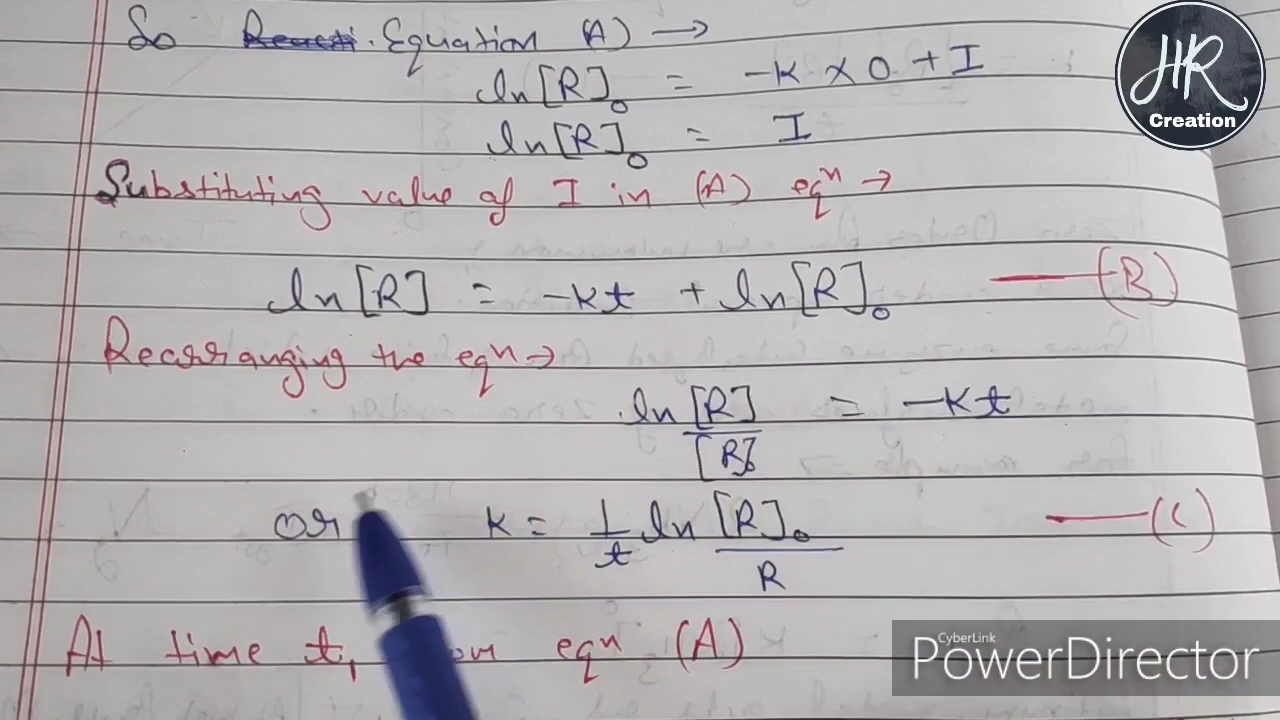 So Equation (A) →
ln[R]₀ = -K × 0 + I
ln[R]₀ = I
Substituting value of I in (A) eqⁿ →
ln[R] = -Kt + ln[R]₀ —(B)
Rearranging the eqⁿ →
ln [R]/[R]₀ = -Kt
or K = 1/t ln [R]₀/R —(C)
At time t, eqⁿ (A)
HR
Creation
CyberLink
PowerDirector